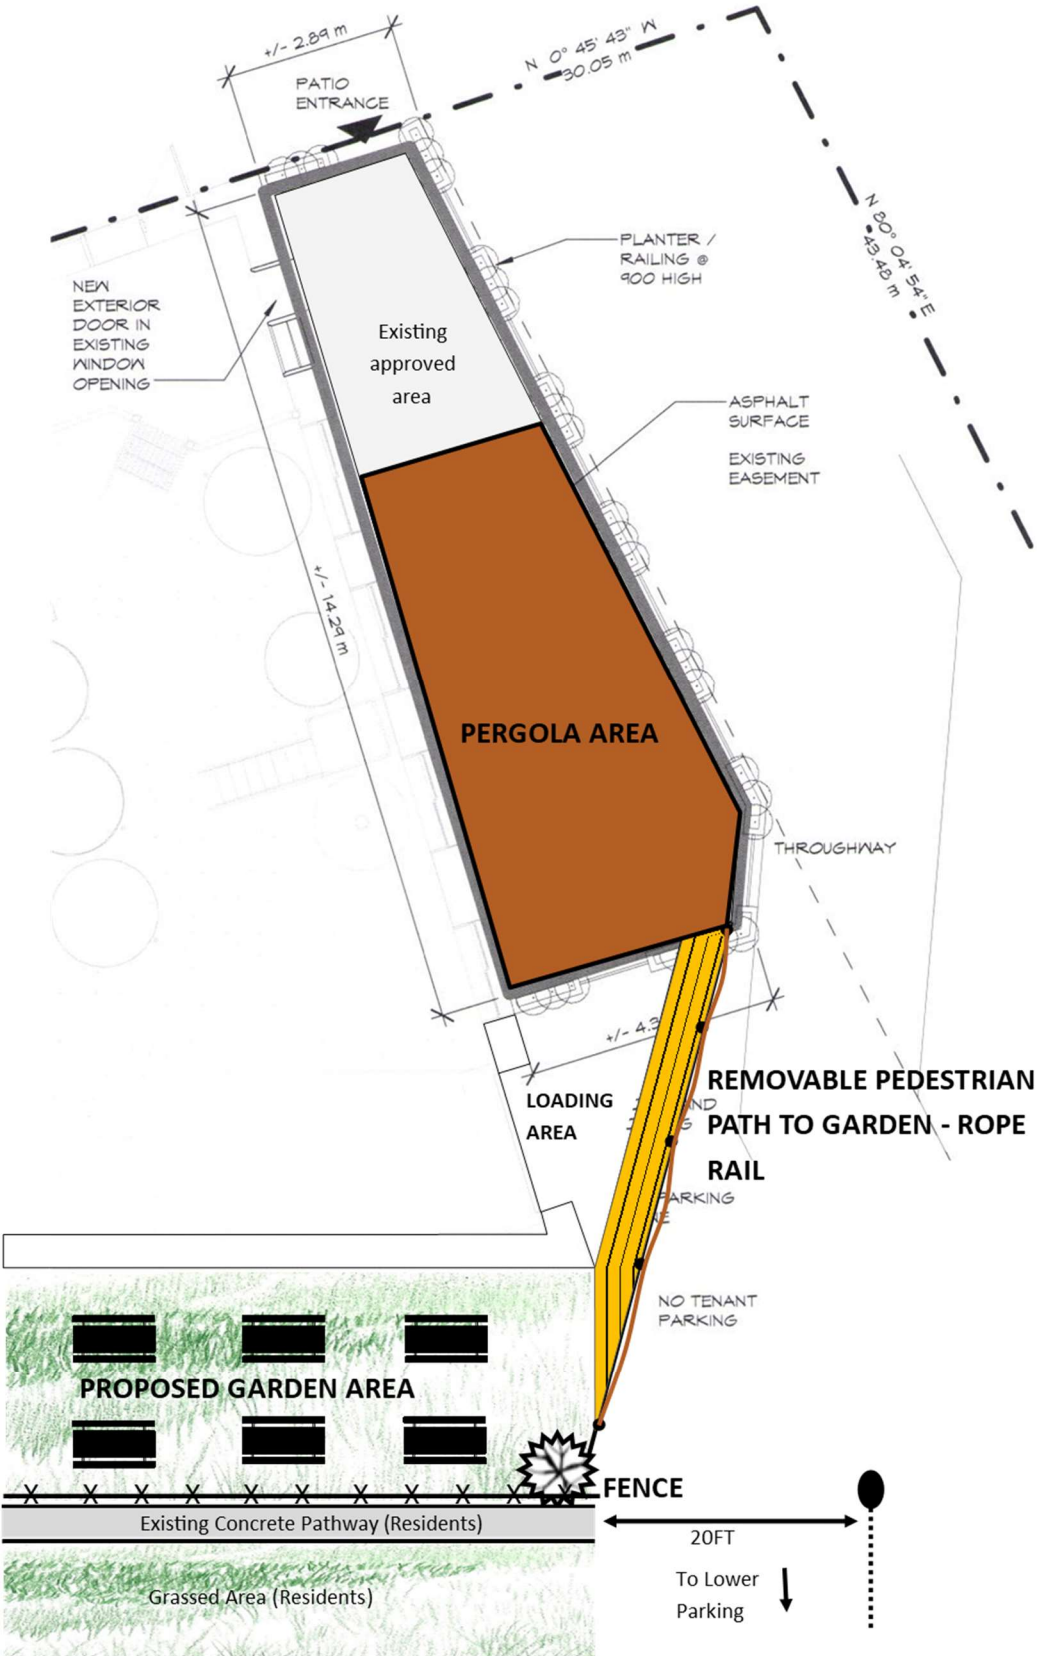 +/- 2.89 m
N 0° 45' 43" W
30.05 m
PATIO
ENTRANCE
N 80° 04' 54" E
43.48 m
PLANTER /
RAILING @
900 HIGH
NEW
EXTERIOR
DOOR IN
EXISTING
WINDOW
OPENING
Existing
approved
area
ASPHALT
SURFACE
EXISTING
EASEMENT
+/- 14.29 m
PERGOLA AREA
THROUGHWAY
+/- 4.3
LOADING
AREA
REMOVABLE PEDESTRIAN
PATH TO GARDEN - ROPE
RAIL
PARKING
NO TENANT
PARKING
PROPOSED GARDEN AREA
FENCE
Existing Concrete Pathway (Residents)
20FT
Grassed Area (Residents)
To Lower
Parking